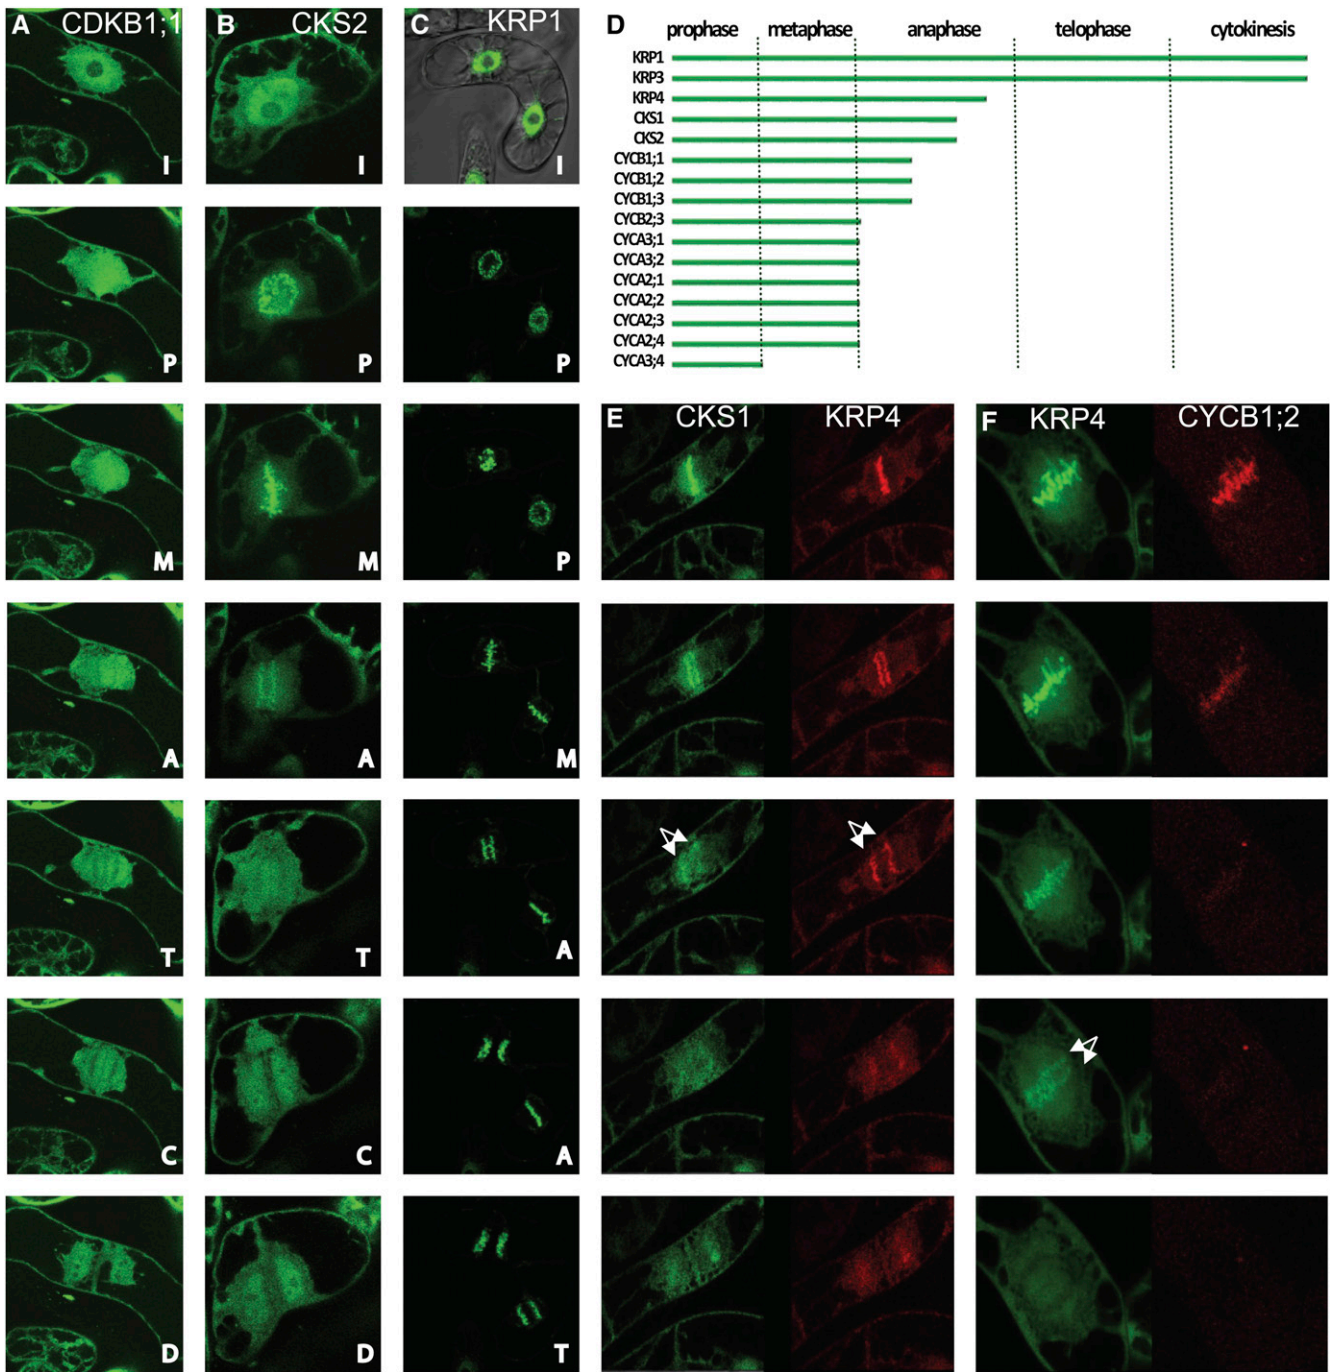 A CDKB1;1
B CKS2
C KRP1
I
I
I
P
P
P
M
M
P
A
A
M
T
T
A
C
C
A
D
D
T
D
prophase metaphase anaphase telophase cytokinesis
KRP1
KRP3
KRP4
CKS1
CKS2
CYCB1;1
CYCB1;2
CYCB1;3
CYCB2;3
CYCA3;1
CYCA3;2
CYCA2;1
CYCA2;2
CYCA2;3
CYCA2;4
CYCA3;4
E CKS1 KRP4
F KRP4 CYCB1;2